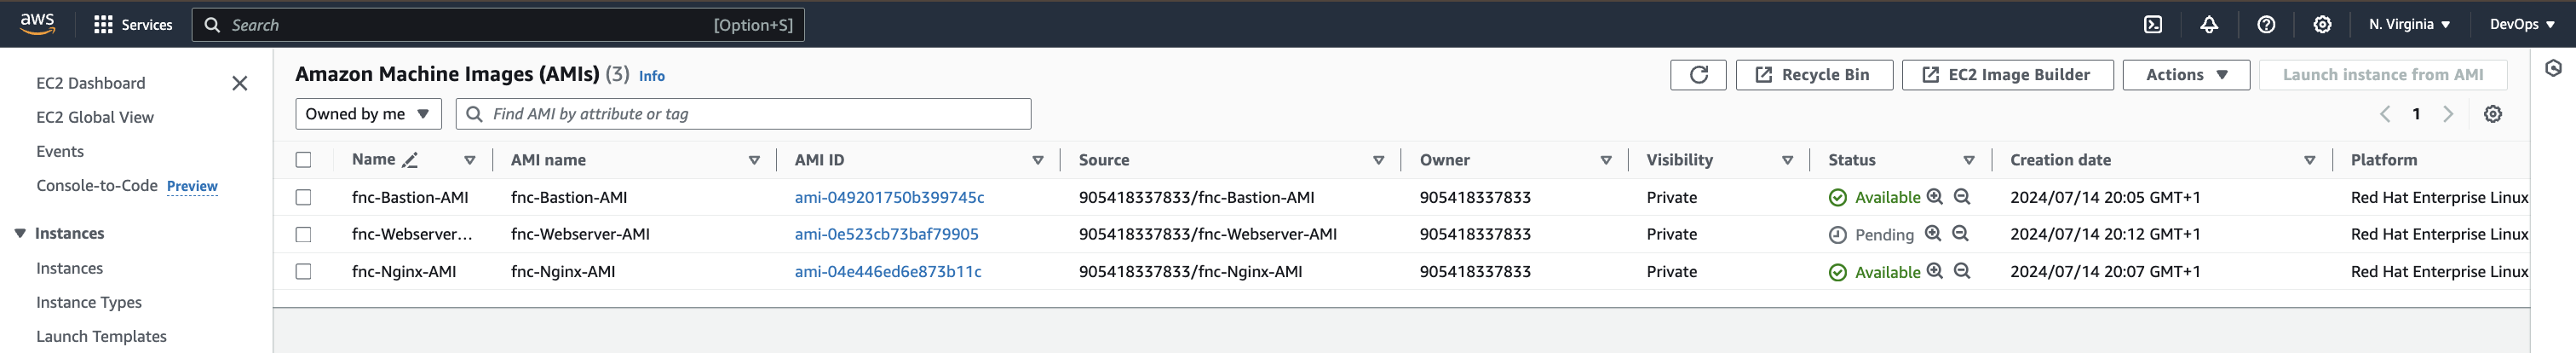 aws
Services
Search [Option+S]
N. Virginia
DevOps
EC2 Dashboard
EC2 Global View
Events
Console-to-Code Preview
Instances
Instances
Instance Types
Launch Templates
Amazon Machine Images (AMIs) (3) Info
Recycle Bin
EC2 Image Builder
Actions
Launch instance from AMI
Owned by me
Find AMI by attribute or tag
1
Name AMI name AMI ID Source Owner Visibility Status Creation date Platform
fnc-Bastion-AMI fnc-Bastion-AMI ami-049201750b399745c 905418337833/fnc-Bastion-AMI 905418337833 Private Available 2024/07/14 20:05 GMT+1 Red Hat Enterprise Linux
fnc-Webserver... fnc-Webserver-AMI ami-0e523cb73baf79905 905418337833/fnc-Webserver-AMI 905418337833 Private Pending 2024/07/14 20:12 GMT+1 Red Hat Enterprise Linux
fnc-Nginx-AMI fnc-Nginx-AMI ami-04e446ed6e873b11c 905418337833/fnc-Nginx-AMI 905418337833 Private Available 2024/07/14 20:07 GMT+1 Red Hat Enterprise Linux